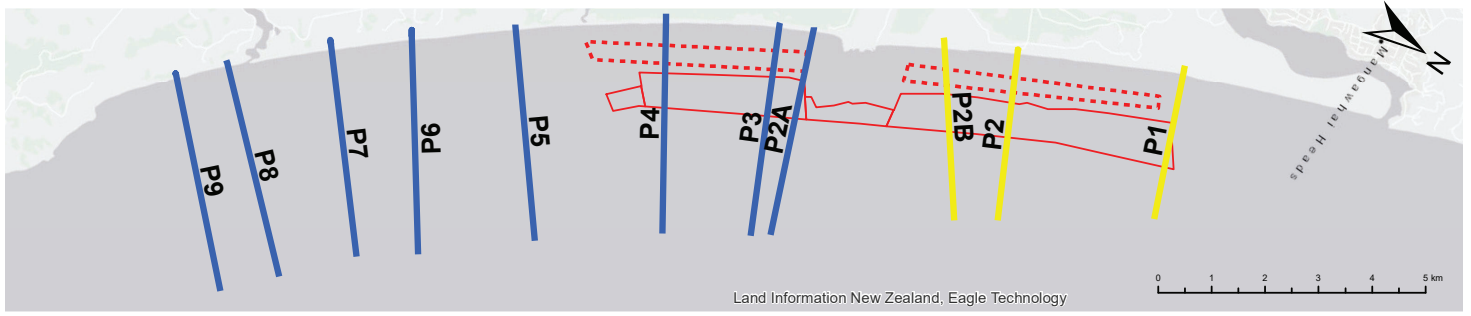 P9
P8
P7
P6
P5
P4
P3
P2A
P2B
P2
P1
Mangawhai Heads
N
0 1 2 3 4 5 km
Land Information New Zealand, Eagle Technology